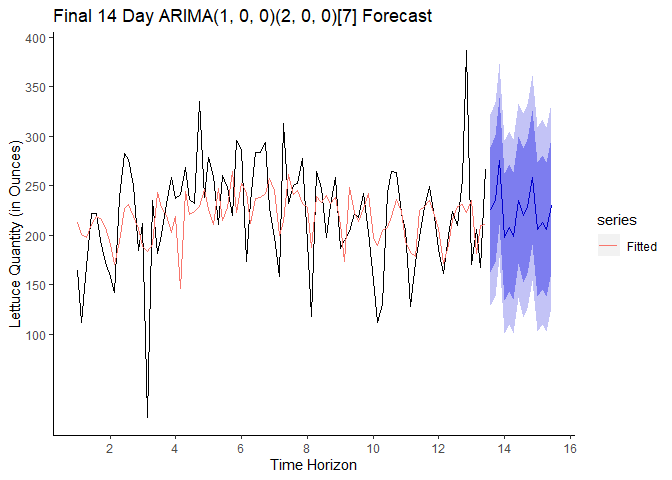 Final 14 Day ARIMA(1, 0, 0)(2, 0, 0)[7] Forecast
Lettuce Quantity (in Ounces)
400
350
300
250
200
150
100
2 4 6 8 10 12 14 16
Time Horizon
series
Fitted